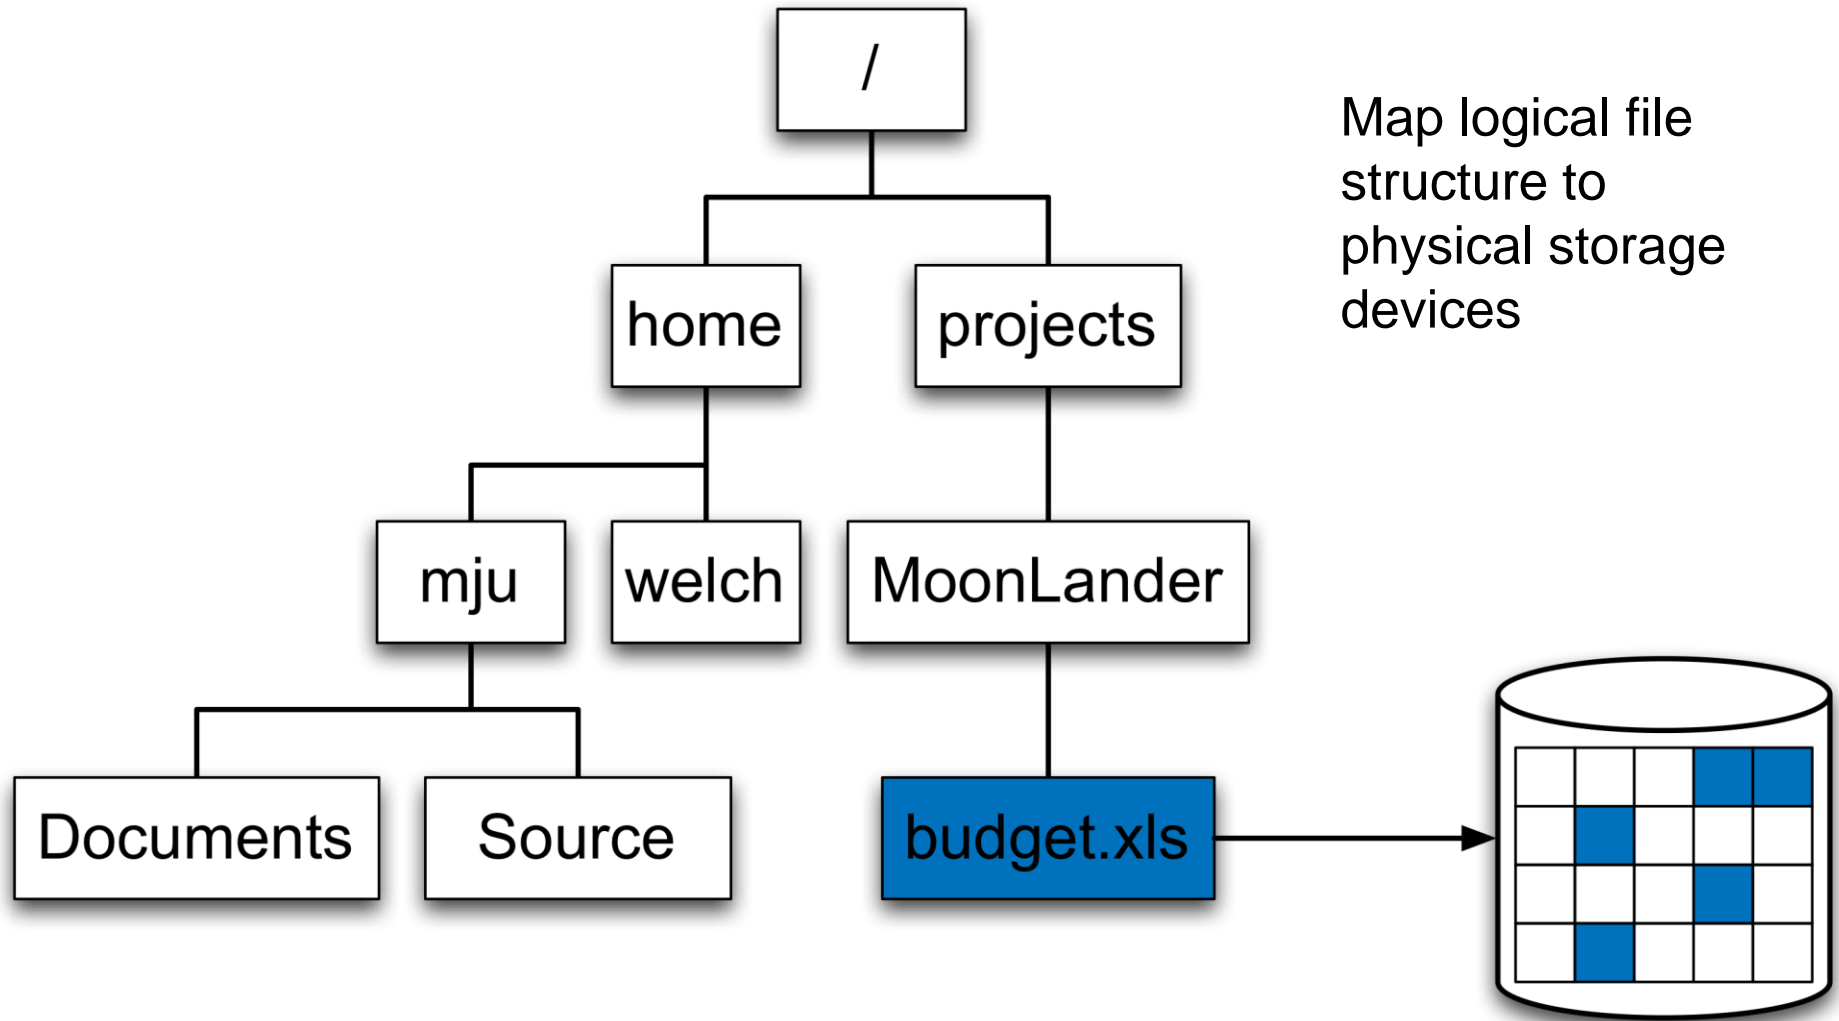 /
Map logical file
structure to
physical storage
devices
home
projects
mju
welch
MoonLander
Documents
Source
budget.xls